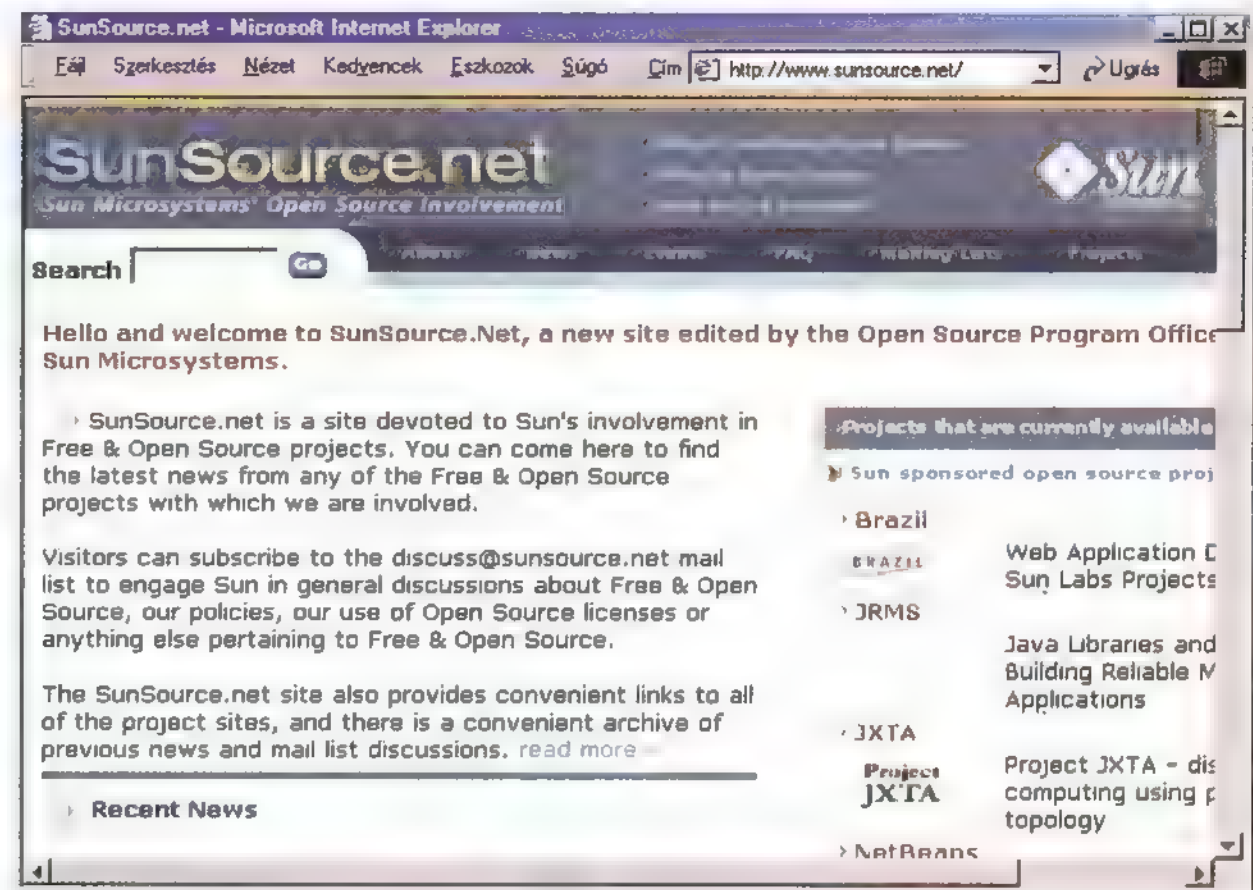 SunSource.net - Microsoft Internet Explorer
Fájl Szerkesztés Nézet Kedvencek Eszközök Súgó Cím http://www.sunsource.net/ Ugrás
SunSource.net
Sun Microsystems' Open Source Involvement
Sun
News Events FAQ Mailing Lists Projects
Search Go
Hello and welcome to SunSource.Net, a new site edited by the Open Source Program Office
Sun Microsystems.
› SunSource.net is a site devoted to Sun's involvement in
Free & Open Source projects. You can come here to find
the latest news from any of the Free & Open Source
projects with which we are involved.
Visitors can subscribe to the discuss@sunsource.net mail
list to engage Sun in general discussions about Free & Open
Source, our policies, our use of Open Source licenses or
anything else pertaining to Free & Open Source.
The SunSource.net site also provides convenient links to all
of the project sites, and there is a convenient archive of
previous news and mail list discussions. read more
› Recent News
Projects that are currently available
Sun sponsored open source proj
› Brazil
BRAZIL
Web Application D
Sun Labs Projects
› JRMS
Java Libraries and
Building Reliable M
Applications
› JXTA
Project
JXTA
Project JXTA - dis
computing using p
topology
› NetBeans